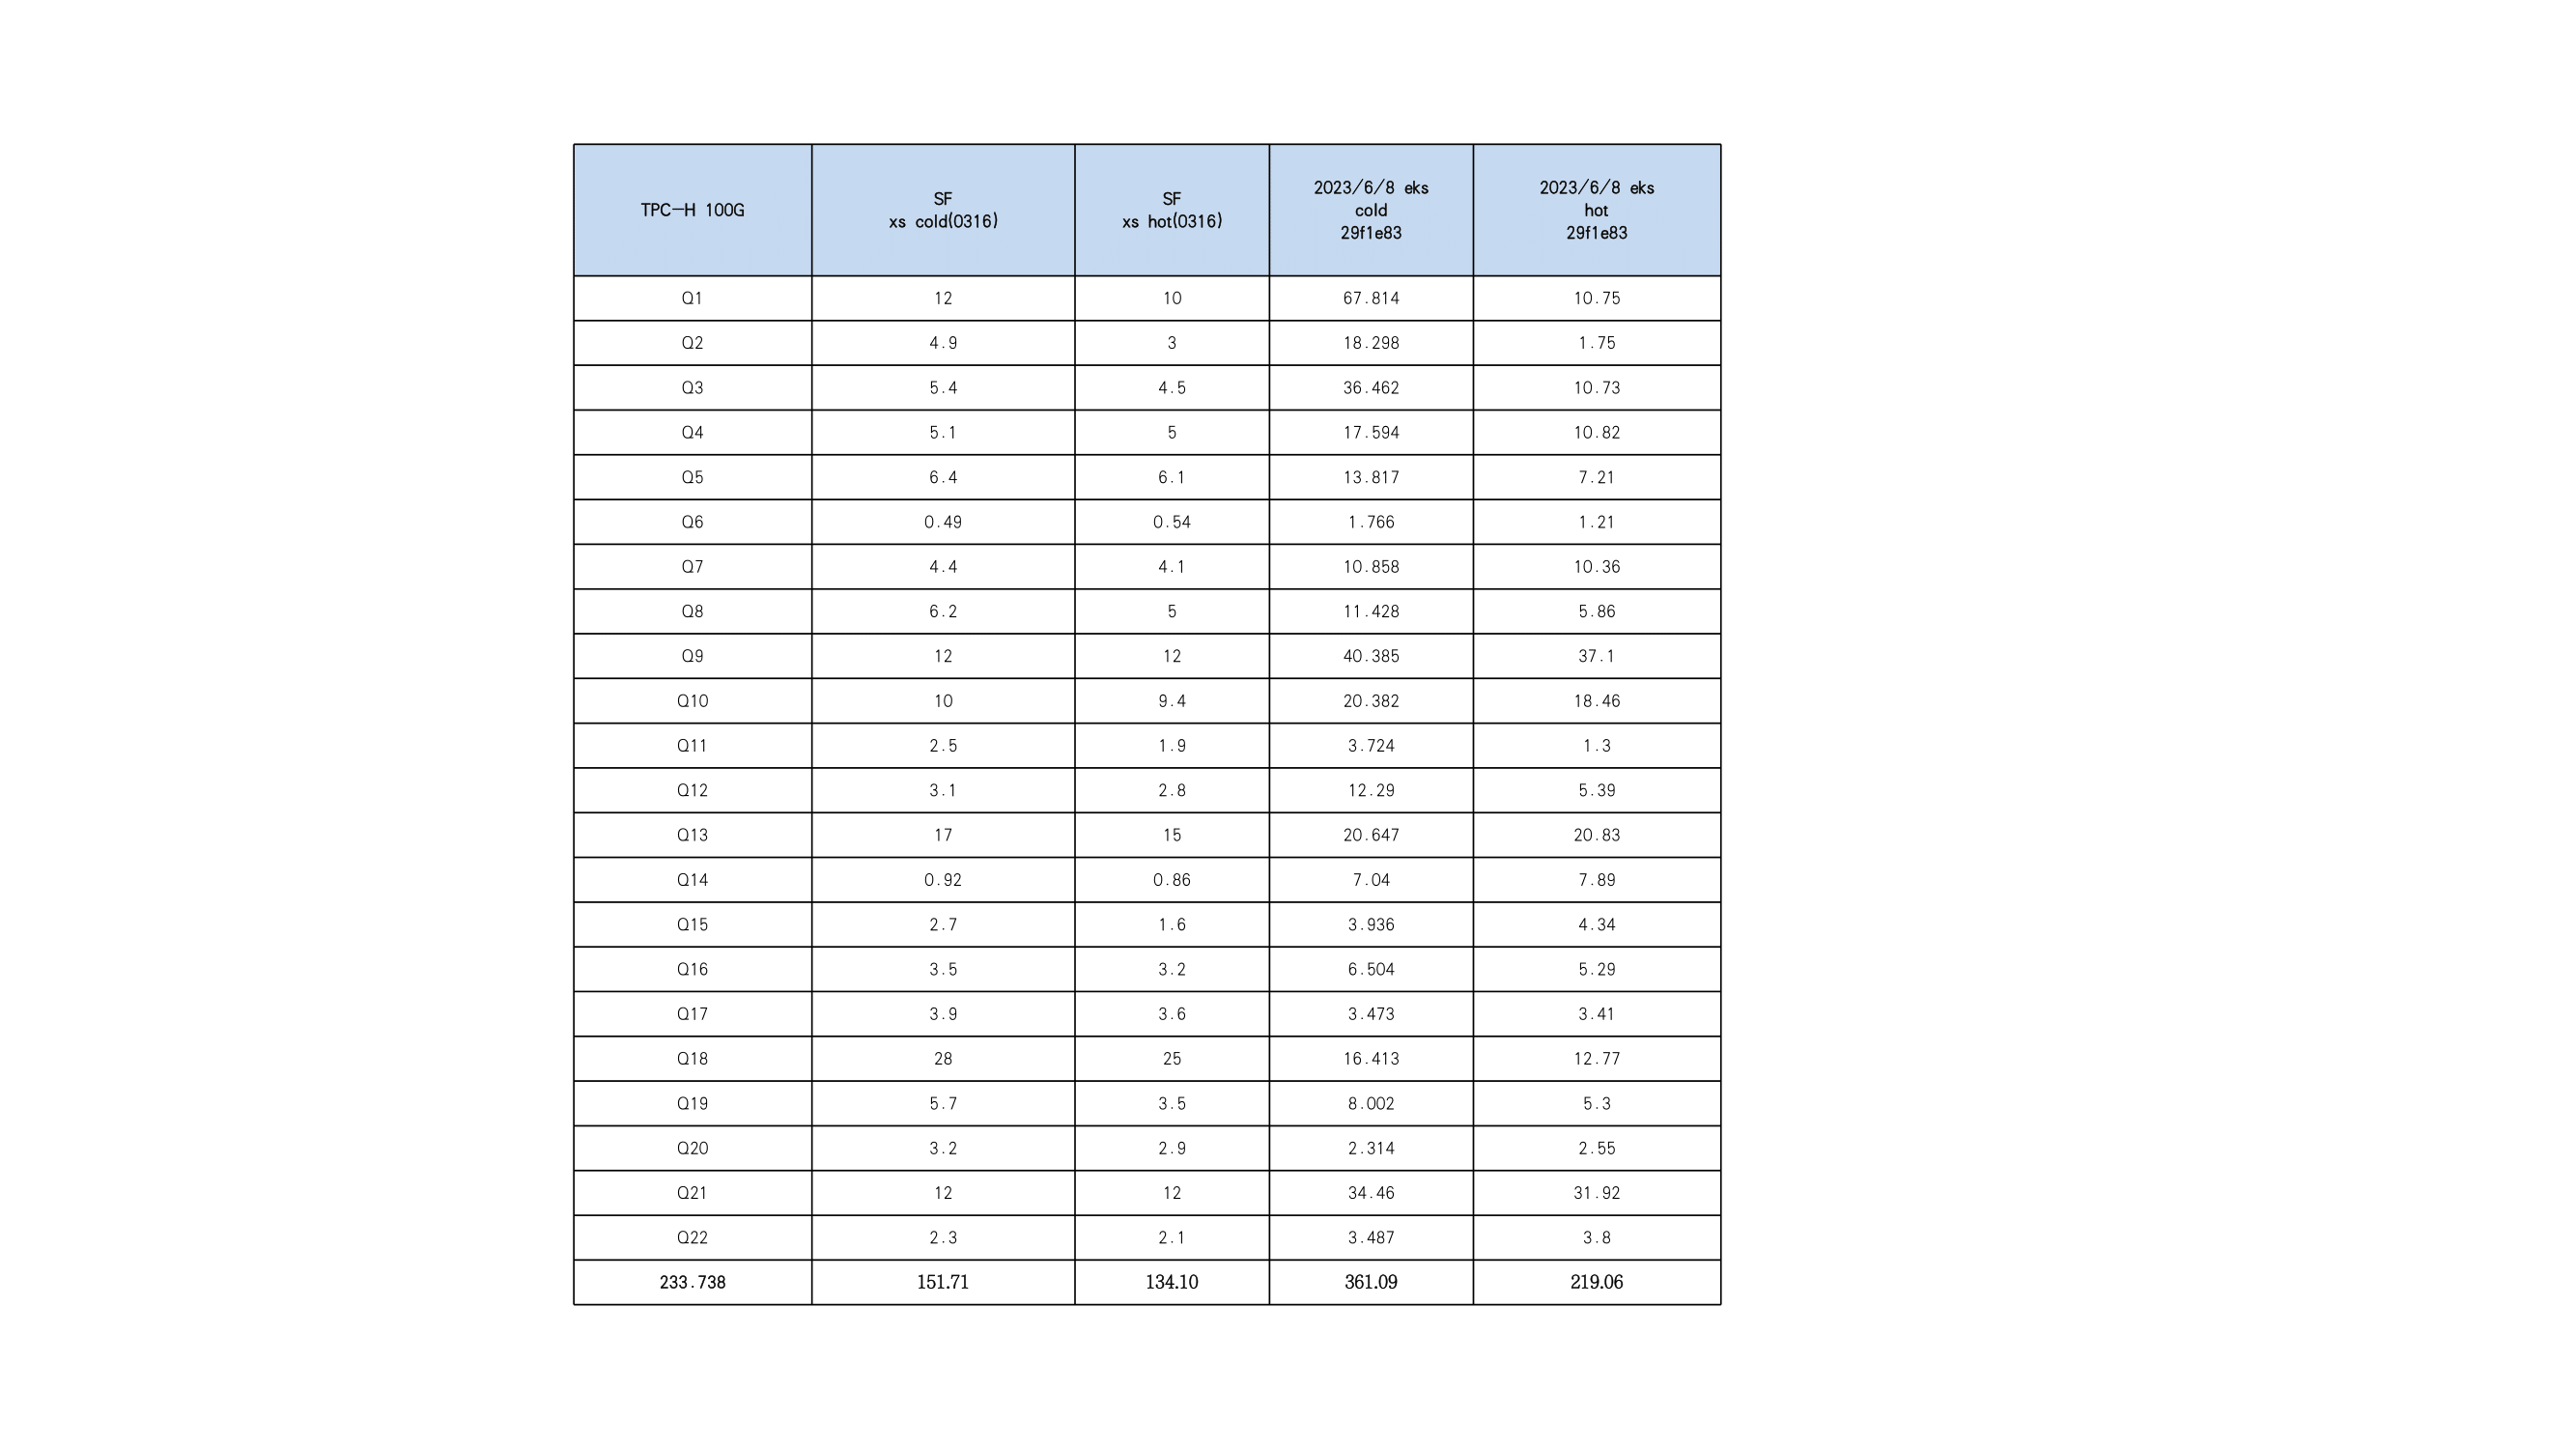 TPC-H 100G
SF
xs cold(0316)
SF
xs hot(0316)
2023/6/8 eks
cold
29f1e83
2023/6/8 eks
hot
29f1e83
Q1 12 10 67.814 10.75
Q2 4.9 3 18.298 1.75
Q3 5.4 4.5 36.462 10.73
Q4 5.1 5 17.594 10.82
Q5 6.4 6.1 13.817 7.21
Q6 0.49 0.54 1.766 1.21
Q7 4.4 4.1 10.858 10.36
Q8 6.2 5 11.428 5.86
Q9 12 12 40.385 37.1
Q10 10 9.4 20.382 18.46
Q11 2.5 1.9 3.724 1.3
Q12 3.1 2.8 12.29 5.39
Q13 17 15 20.647 20.83
Q14 0.92 0.86 7.04 7.89
Q15 2.7 1.6 3.936 4.34
Q16 3.5 3.2 6.504 5.29
Q17 3.9 3.6 3.473 3.41
Q18 28 25 16.413 12.77
Q19 5.7 3.5 8.002 5.3
Q20 3.2 2.9 2.314 2.55
Q21 12 12 34.46 31.92
Q22 2.3 2.1 3.487 3.8
233.738 151.71 134.10 361.09 219.06